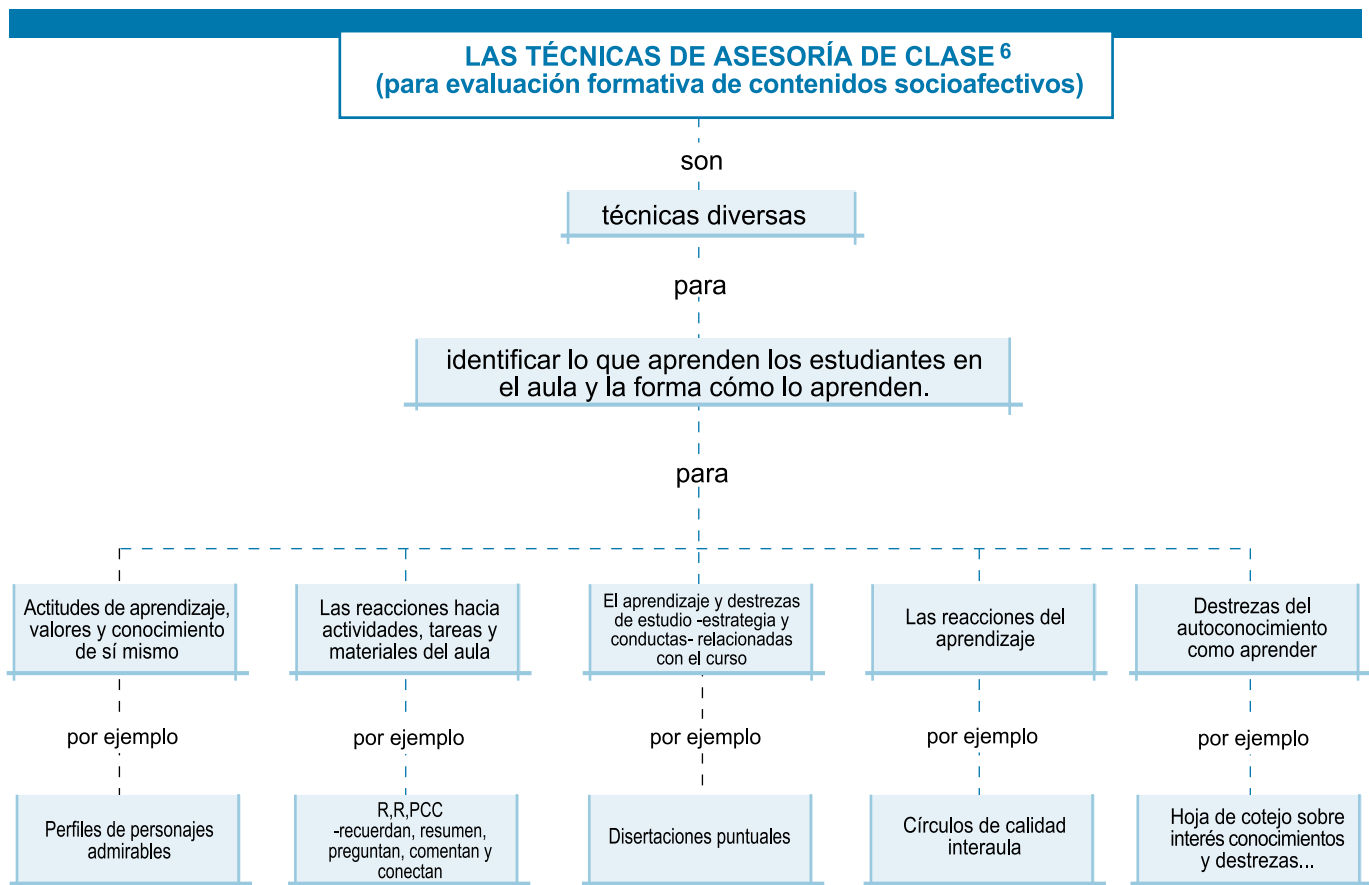 LAS TÉCNICAS DE ASESORÍA DE CLASE 6
(para evaluación formativa de contenidos socioafectivos)
son
técnicas diversas
para
identificar lo que aprenden los estudiantes en
el aula y la forma cómo lo aprenden.
para
Actitudes de aprendizaje,
valores y conocimiento
de sí mismo
Las reacciones hacia
actividades, tareas y
materiales del aula
El aprendizaje y destrezas
de estudio -estrategia y
conductas- relacionadas
con el curso
Las reacciones del
aprendizaje
Destrezas del
autoconocimiento
como aprender
por ejemplo
por ejemplo
por ejemplo
por ejemplo
por ejemplo
Perfiles de personajes
admirables
R,R,PCC
-recuerdan, resumen,
preguntan, comentan y
conectan
Disertaciones puntuales
Círculos de calidad
interaula
Hoja de cotejo sobre
interés conocimientos
y destrezas...